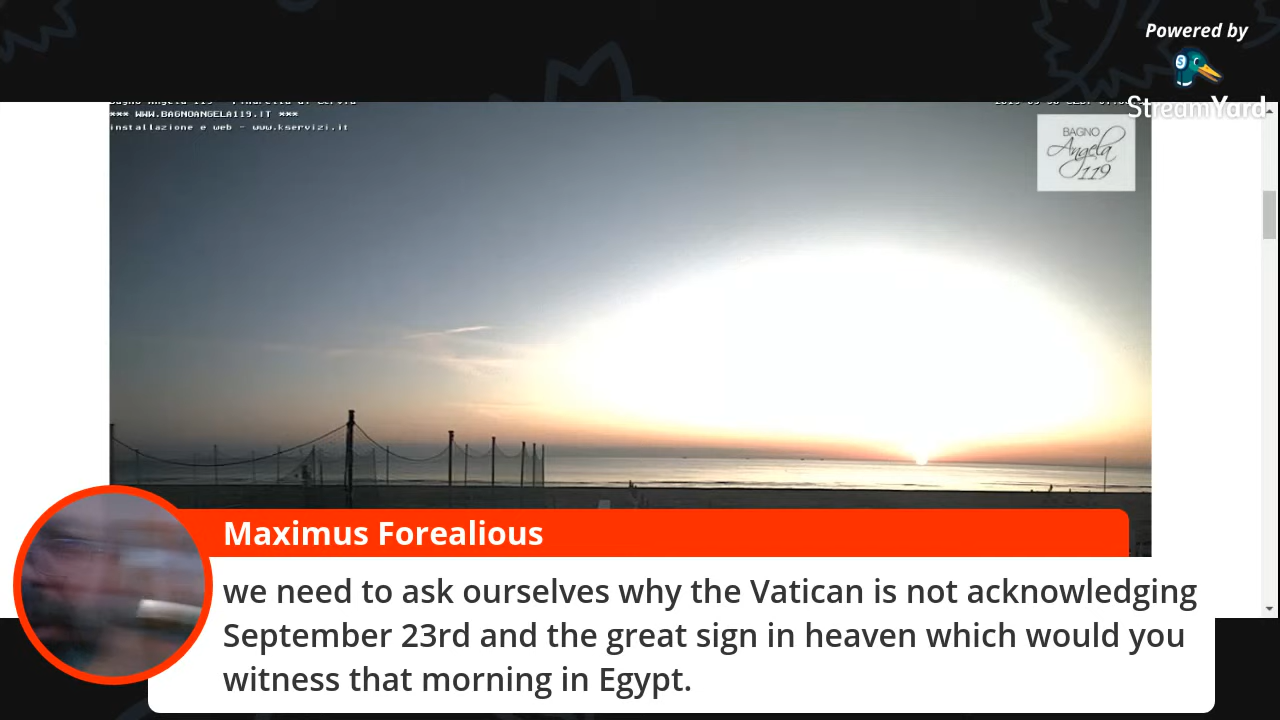 Powered by
StreamYard
*** WWW.BAGNOANGELA119.IT ***
installazione e web - www.kservizi.it
BAGNO
Angela
119
Maximus Forealious
we need to ask ourselves why the Vatican is not acknowledging
September 23rd and the great sign in heaven which would you
witness that morning in Egypt.